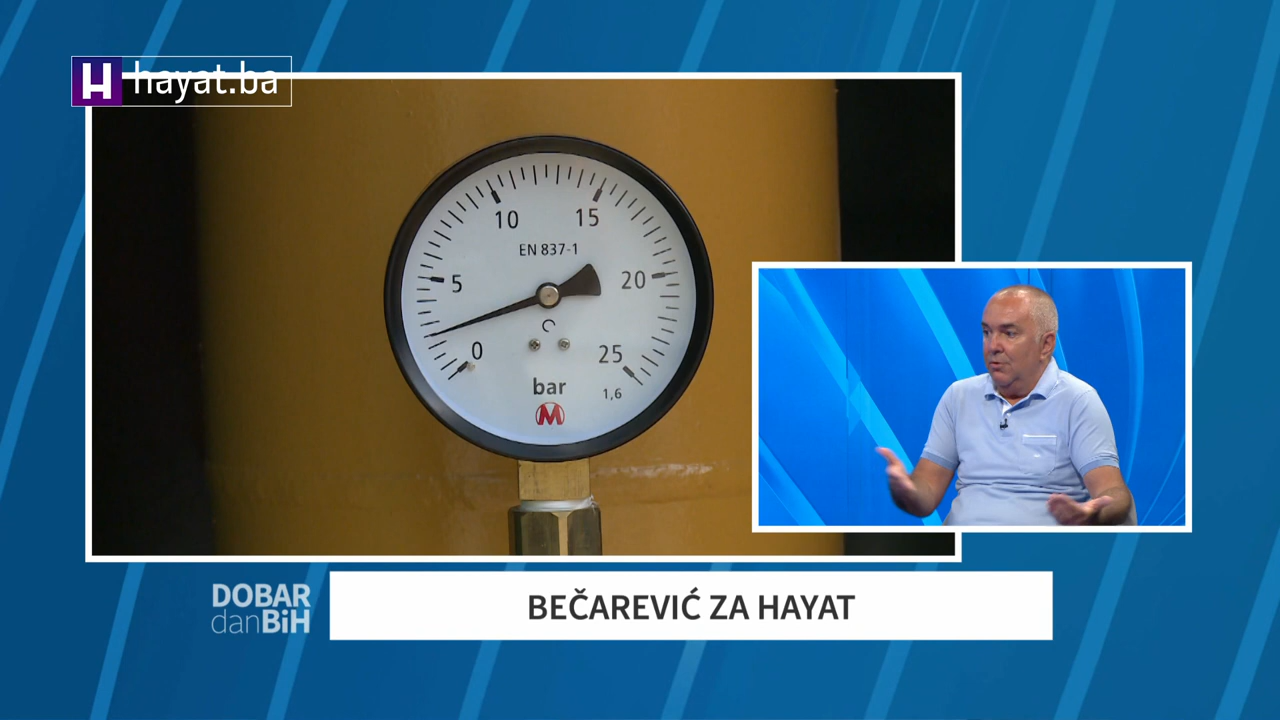 hayat.ba
10
15
EN 837-1
5
20
0
25
bar
1,6
M
DOBAR
danBiH
BEČAREVIĆ ZA HAYAT